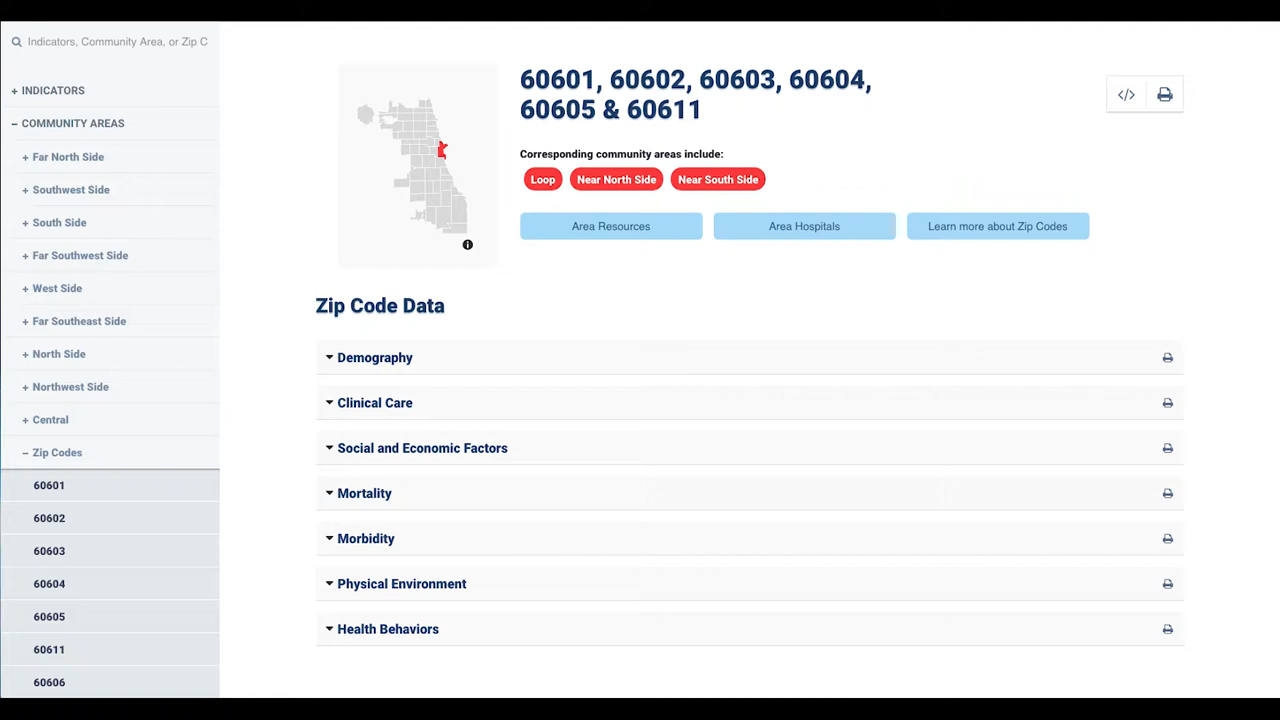 Indicators, Community Area, or Zip C
+ INDICATORS
– COMMUNITY AREAS
+ Far North Side
+ Southwest Side
+ South Side
+ Far Southwest Side
+ West Side
+ Far Southeast Side
+ North Side
+ Northwest Side
+ Central
– Zip Codes
60601
60602
60603
60604
60605
60611
60606
60601, 60602, 60603, 60604,
60605 & 60611
Corresponding community areas include:
Loop Near North Side Near South Side
Area Resources Area Hospitals Learn more about Zip Codes
Zip Code Data
Demography
Clinical Care
Social and Economic Factors
Mortality
Morbidity
Physical Environment
Health Behaviors